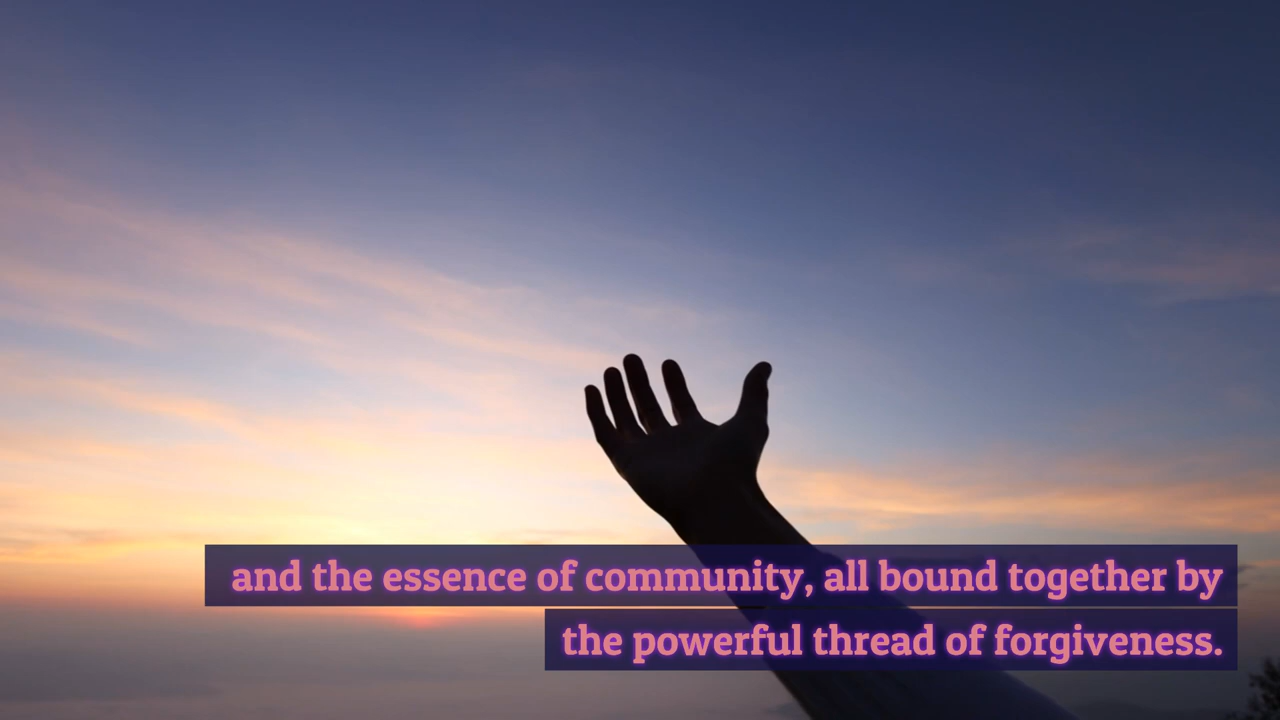 and the essence of community, all bound together by
the powerful thread of forgiveness.